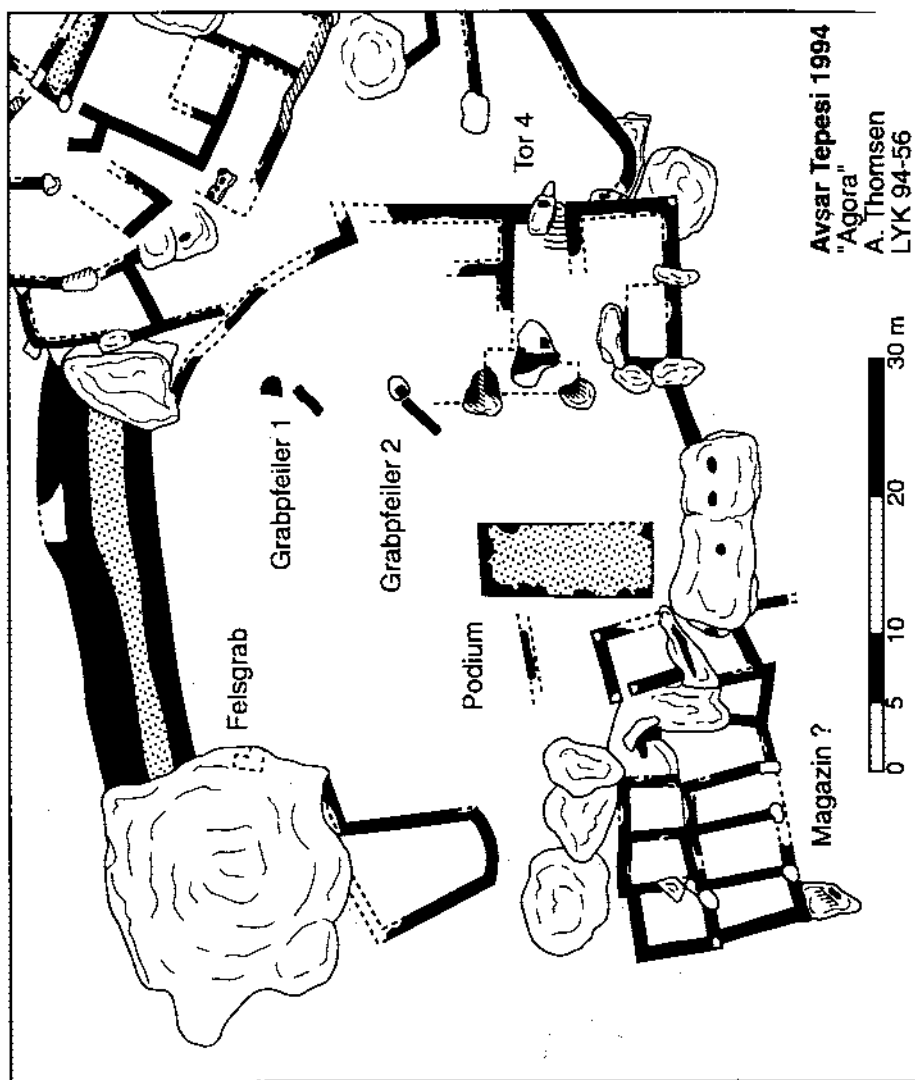 Tor 4
Grabpfeiler 1
Grabpfeiler 2
Felsgrab
Podium
Magazin ?
0 5 10 20 30 m
Avşar Tepesi 1994
"Agora"
A. Thomsen
LYK 94-56